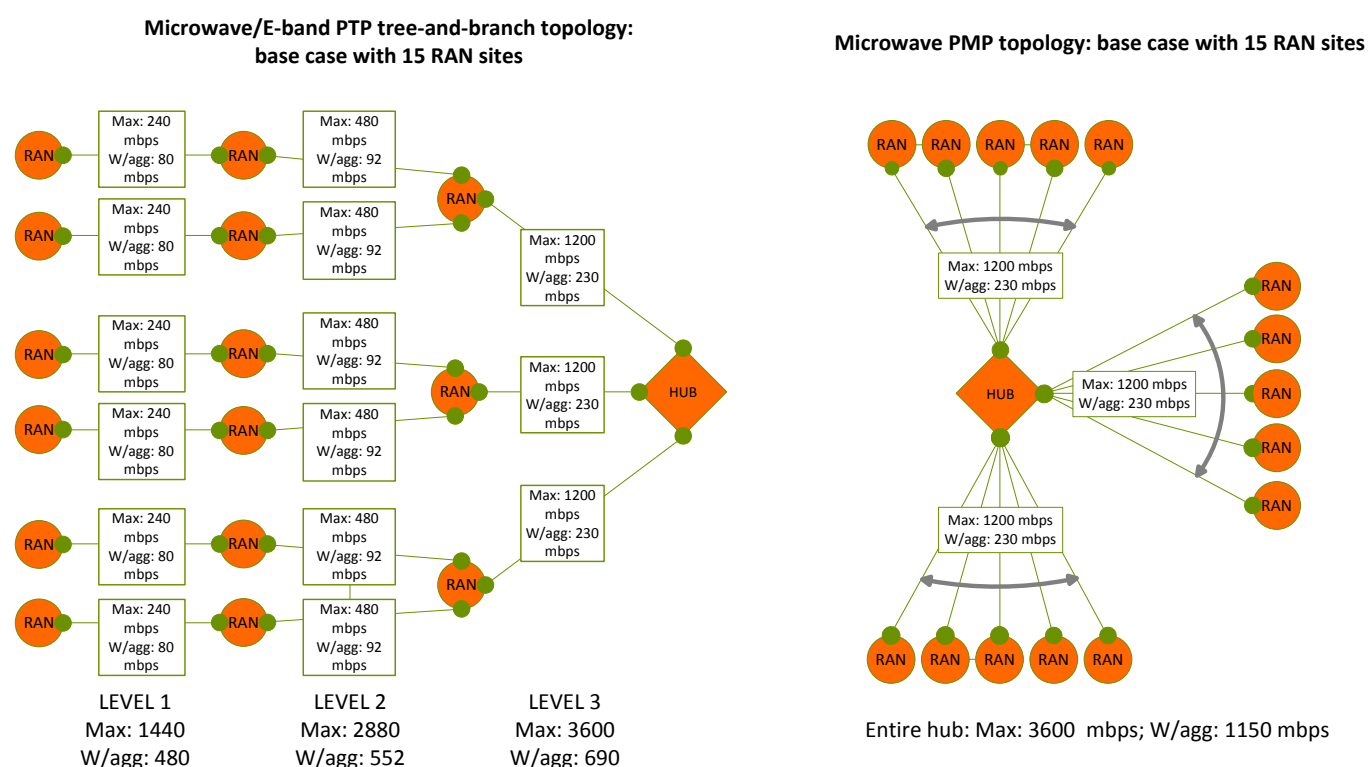 Microwave/E-band PTP tree-and-branch topology:
base case with 15 RAN sites
Microwave PMP topology: base case with 15 RAN sites
RAN
Max: 240
mbps
W/agg: 80
mbps
RAN
Max: 480
mbps
W/agg: 92
mbps
RAN
Max: 240
mbps
W/agg: 80
mbps
RAN
Max: 480
mbps
W/agg: 92
mbps
RAN
Max: 1200
mbps
W/agg: 230
mbps
RAN
Max: 240
mbps
W/agg: 80
mbps
RAN
Max: 480
mbps
W/agg: 92
mbps
RAN
Max: 240
mbps
W/agg: 80
mbps
RAN
Max: 480
mbps
W/agg: 92
mbps
RAN
Max: 1200
mbps
W/agg: 230
mbps
HUB
RAN
Max: 240
mbps
W/agg: 80
mbps
RAN
Max: 480
mbps
W/agg: 92
mbps
RAN
Max: 240
mbps
W/agg: 80
mbps
RAN
Max: 480
mbps
W/agg: 92
mbps
RAN
Max: 1200
mbps
W/agg: 230
mbps
LEVEL 1
Max: 1440
W/agg: 480
LEVEL 2
Max: 2880
W/agg: 552
LEVEL 3
Max: 3600
W/agg: 690
RAN RAN RAN RAN RAN
Max: 1200 mbps
W/agg: 230 mbps
HUB
Max: 1200 mbps
W/agg: 230 mbps
RAN
RAN
RAN
RAN
RAN
Max: 1200 mbps
W/agg: 230 mbps
RAN RAN RAN RAN RAN
Entire hub: Max: 3600 mbps; W/agg: 1150 mbps